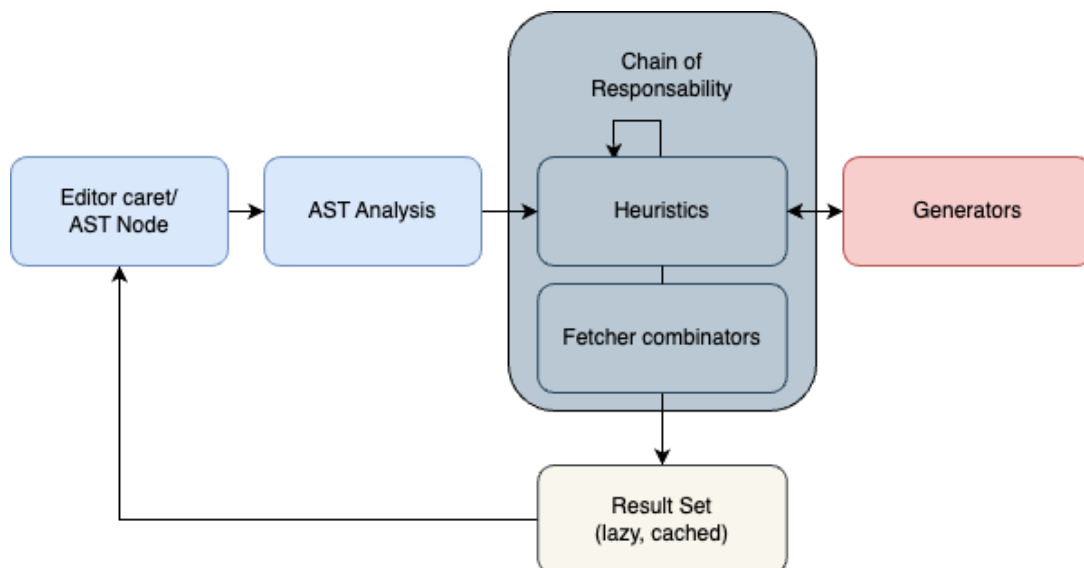 Chain of
Responsability
Editor caret/
AST Node
AST Analysis
Heuristics
Generators
Fetcher combinators
Result Set
(lazy, cached)